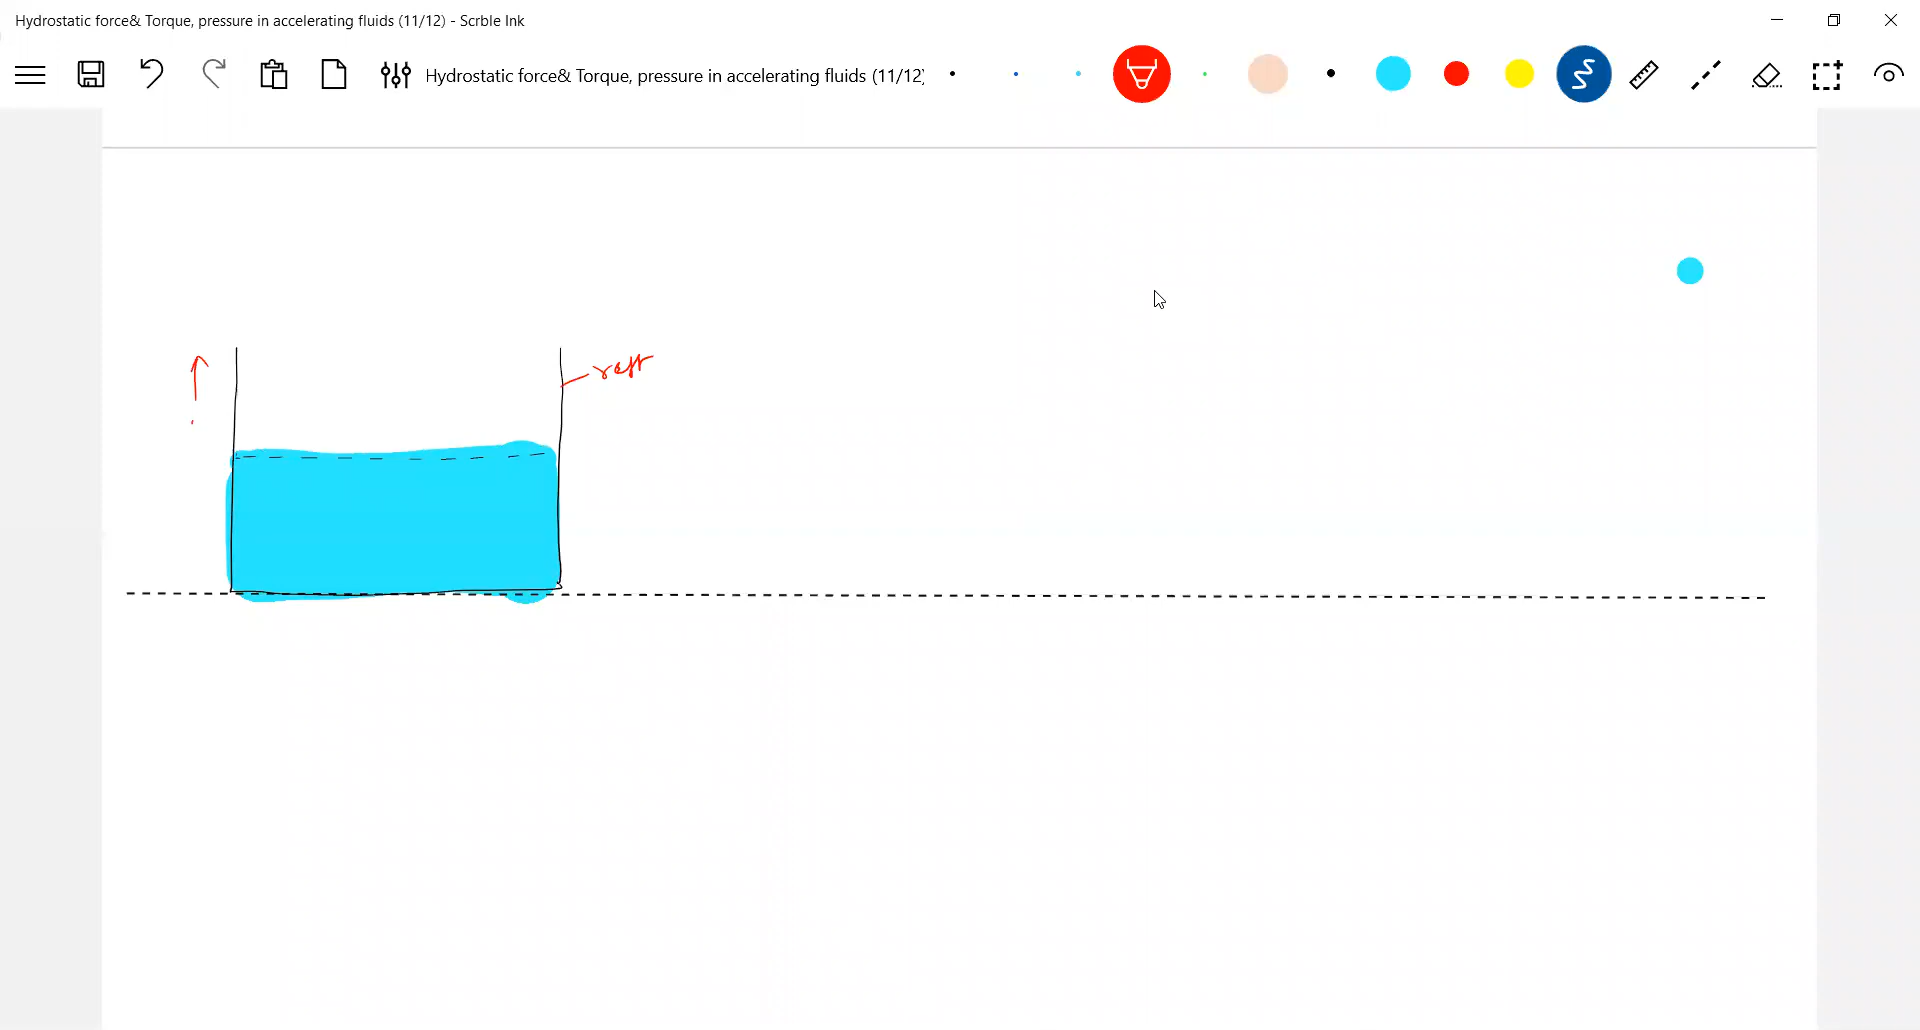 Hydrostatic force& Torque, pressure in accelerating fluids (11/12) - Scrble Ink
Hydrostatic force& Torque, pressure in accelerating fluids (11/12)